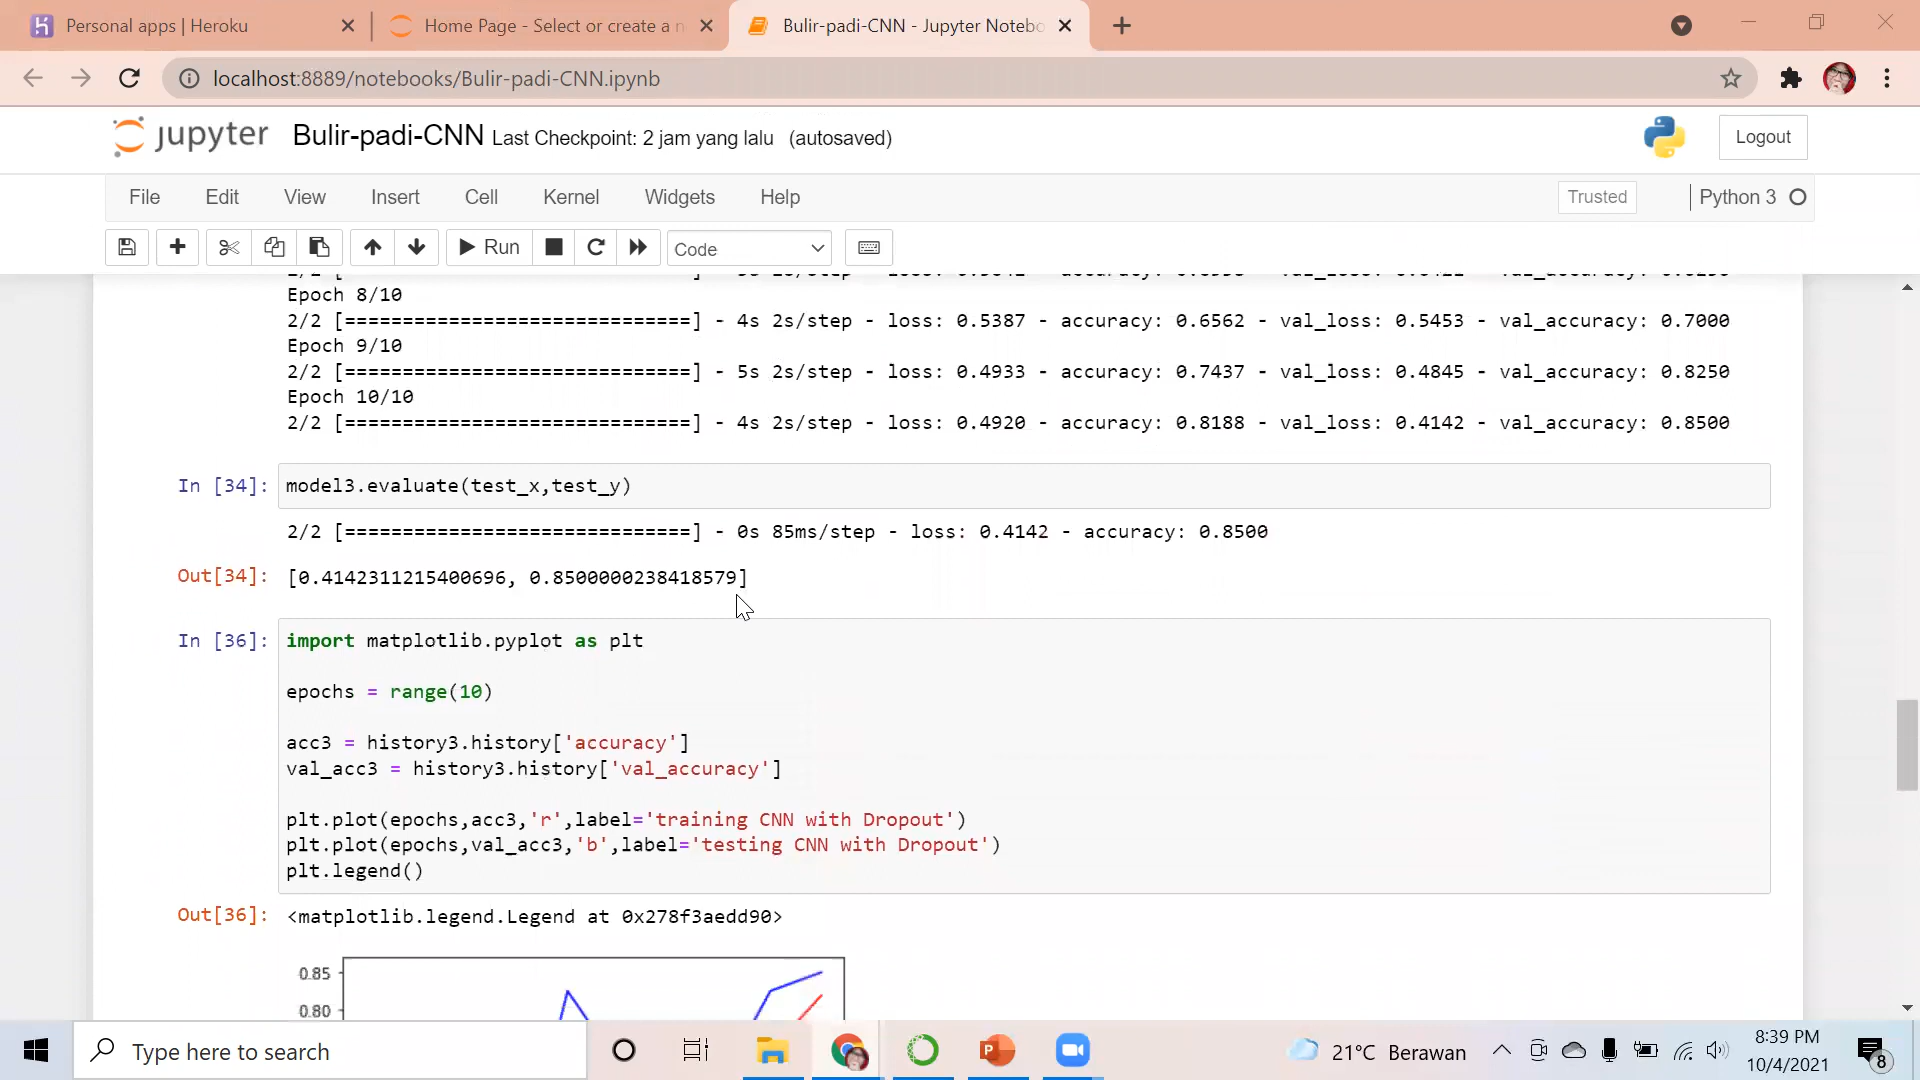 Personal apps | Heroku
Home Page - Select or create a n
Bulir-padi-CNN - Jupyter Notebo
localhost:8889/notebooks/Bulir-padi-CNN.ipynb
jupyter Bulir-padi-CNN Last Checkpoint: 2 jam yang lalu (autosaved)
Logout
File Edit View Insert Cell Kernel Widgets Help
Trusted
Python 3
Run
Code
Epoch 8/10
2/2 [==============================] - 4s 2s/step - loss: 0.5387 - accuracy: 0.6562 - val_loss: 0.5453 - val_accuracy: 0.7000
Epoch 9/10
2/2 [==============================] - 5s 2s/step - loss: 0.4933 - accuracy: 0.7437 - val_loss: 0.4845 - val_accuracy: 0.8250
Epoch 10/10
2/2 [==============================] - 4s 2s/step - loss: 0.4920 - accuracy: 0.8188 - val_loss: 0.4142 - val_accuracy: 0.8500
In [34]: model3.evaluate(test_x,test_y)
2/2 [==============================] - 0s 85ms/step - loss: 0.4142 - accuracy: 0.8500
Out[34]: [0.4142311215400696, 0.8500000238418579]
In [36]: import matplotlib.pyplot as plt
epochs = range(10)
acc3 = history3.history['accuracy']
val_acc3 = history3.history['val_accuracy']
plt.plot(epochs,acc3,'r',label='training CNN with Dropout')
plt.plot(epochs,val_acc3,'b',label='testing CNN with Dropout')
plt.legend()
Out[36]: <matplotlib.legend.Legend at 0x278f3aedd90>
0.85
0.80
Type here to search
21°C Berawan
8:39 PM
10/4/2021
8